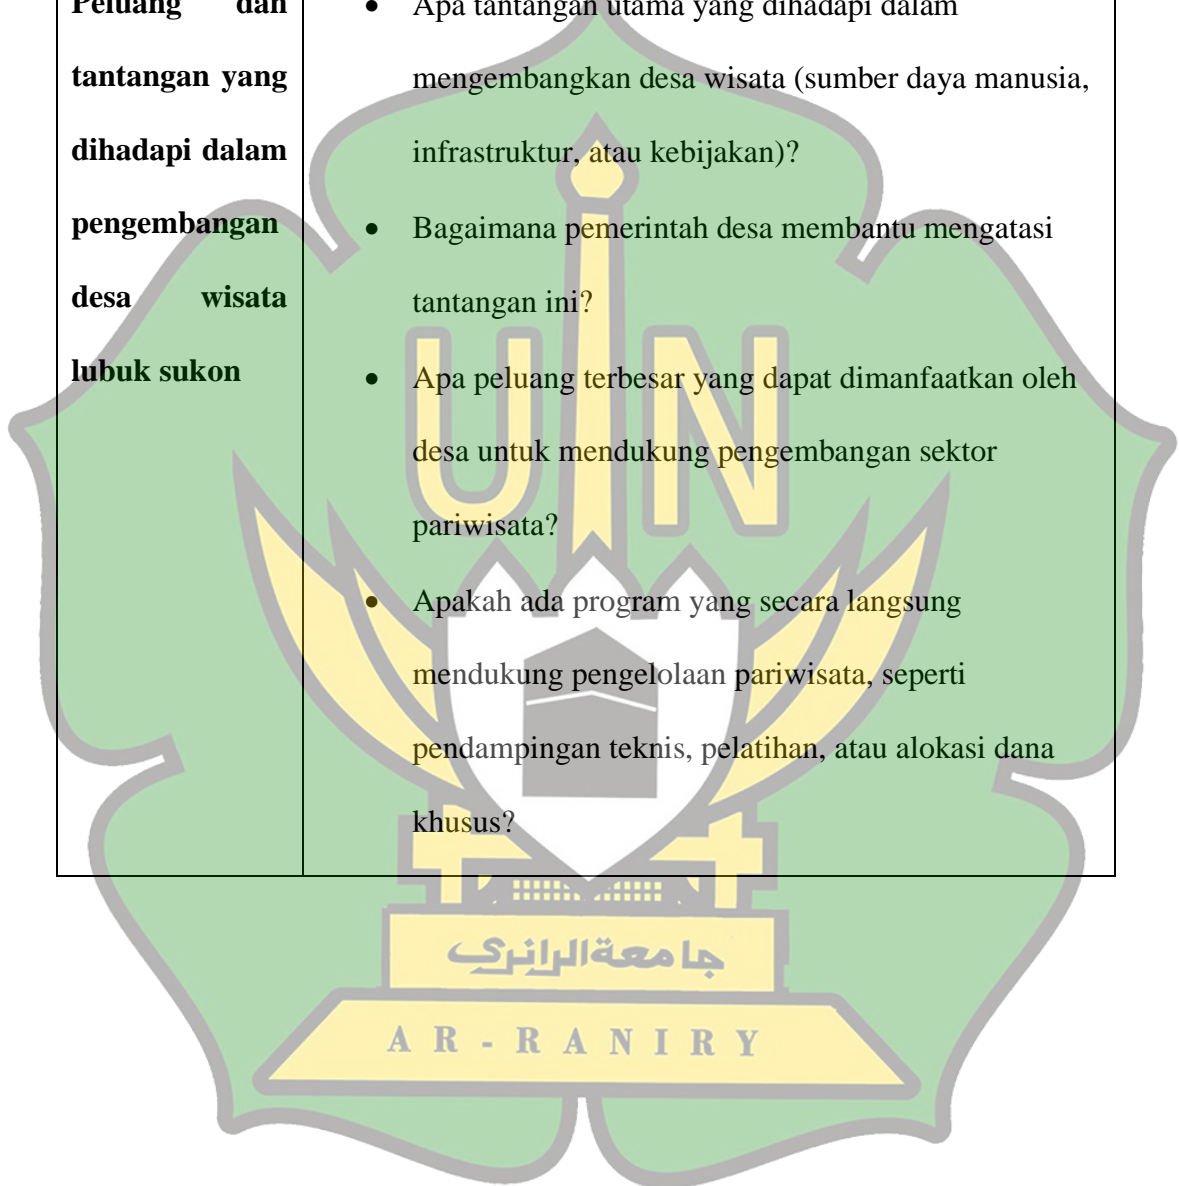 Peluang dan
tantangan yang
dihadapi dalam
pengembangan
desa wisata
lubuk sukon
• Apa tantangan utama yang dihadapi dalam
mengembangkan desa wisata (sumber daya manusia,
infrastruktur, atau kebijakan)?
• Bagaimana pemerintah desa membantu mengatasi
tantangan ini?
• Apa peluang terbesar yang dapat dimanfaatkan oleh
desa untuk mendukung pengembangan sektor
pariwisata?
• Apakah ada program yang secara langsung
mendukung pengelolaan pariwisata, seperti
pendampingan teknis, pelatihan, atau alokasi dana
khusus?
UIN
جامعة الرانري
AR-RANIRY